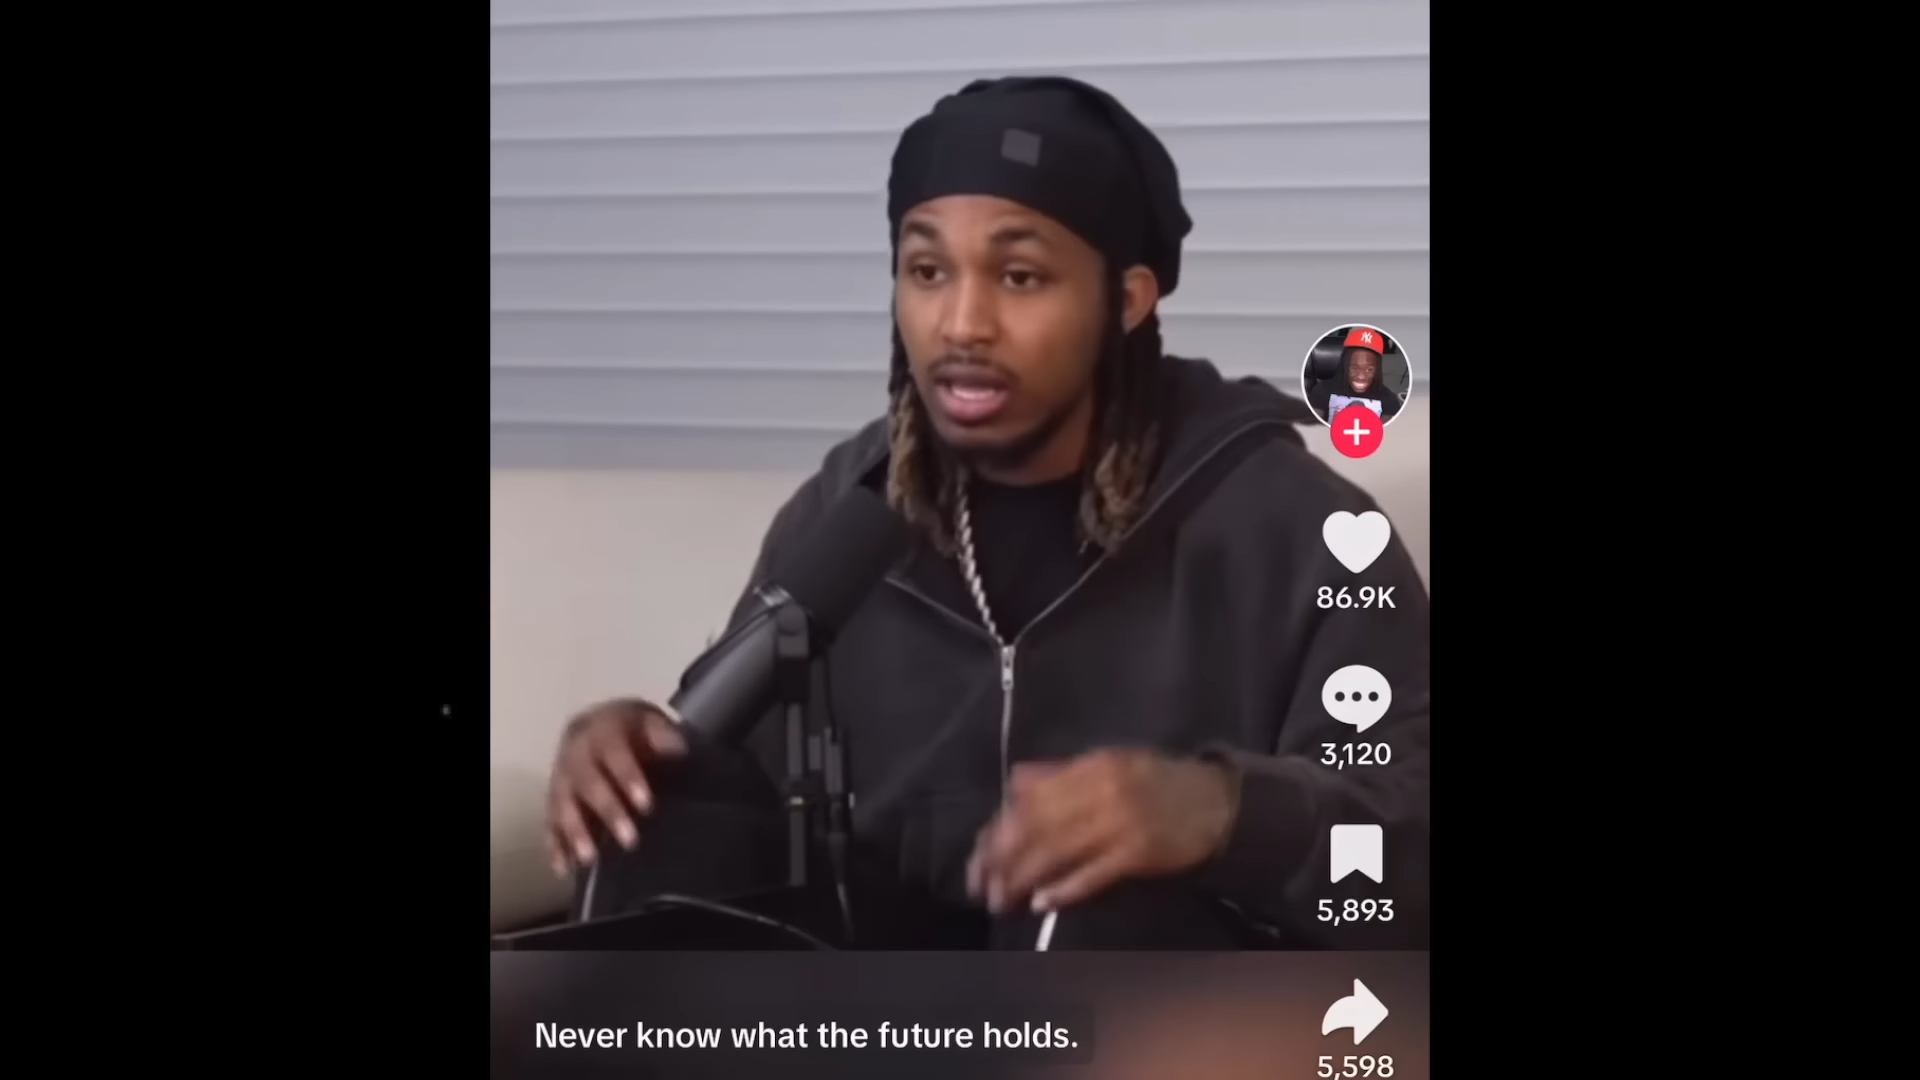 86.9K
3,120
5,893
Never know what the future holds.
5,598